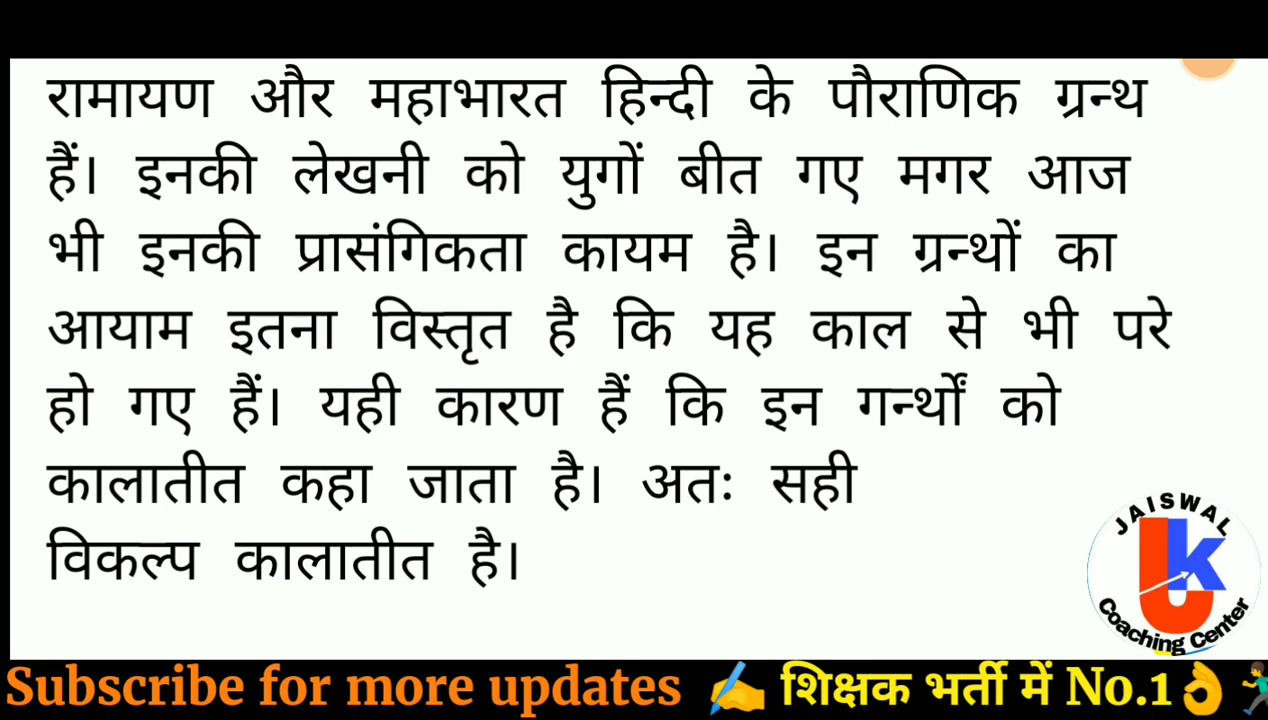 रामायण और महाभारत हिन्दी के पौराणिक ग्रन्थ
हैं। इनकी लेखनी को युगों बीत गए मगर आज
भी इनकी प्रासंगिकता कायम है। इन ग्रन्थों का
आयाम इतना विस्तृत है कि यह काल से भी परे
हो गए हैं। यही कारण हैं कि इन गन्थों को
कालातीत कहा जाता है। अतः सही
विकल्प कालातीत है।
JAISWAL
UK
Coaching Center
Subscribe for more updates ✍️ शिक्षक भर्ती में No.1👌🏃‍♂️